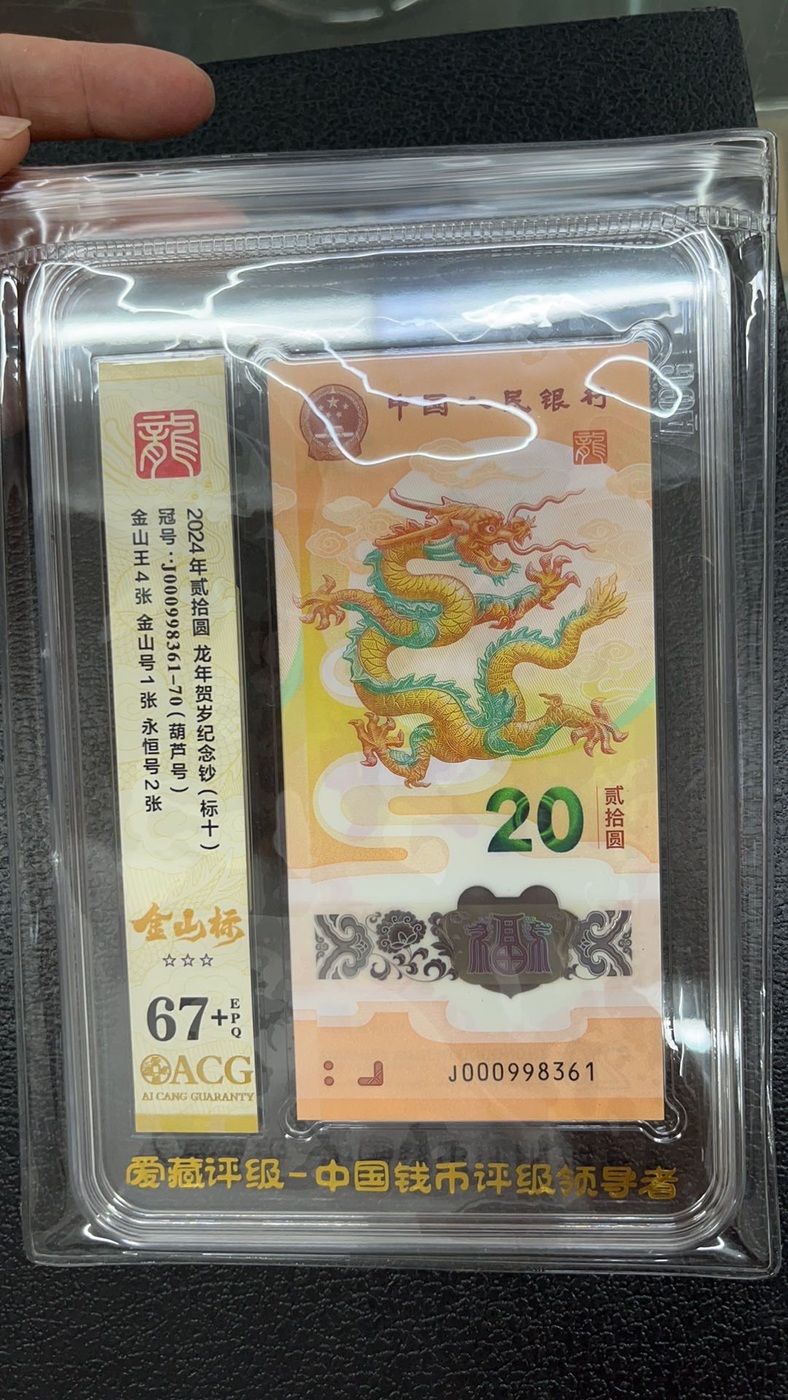 中国人民银行
龍
20
贰拾圆
福
J000998361
龍
2024年贰拾圆 龙年贺岁纪念钞(标十)
冠号·J000998361-70(葫芦号)
金山王4张 金山号1张 永恒号2张
金山标
☆☆☆
67+EPQ
ACG
AI CANG GUARANTY
爱藏评级-中国钱币评级领导者